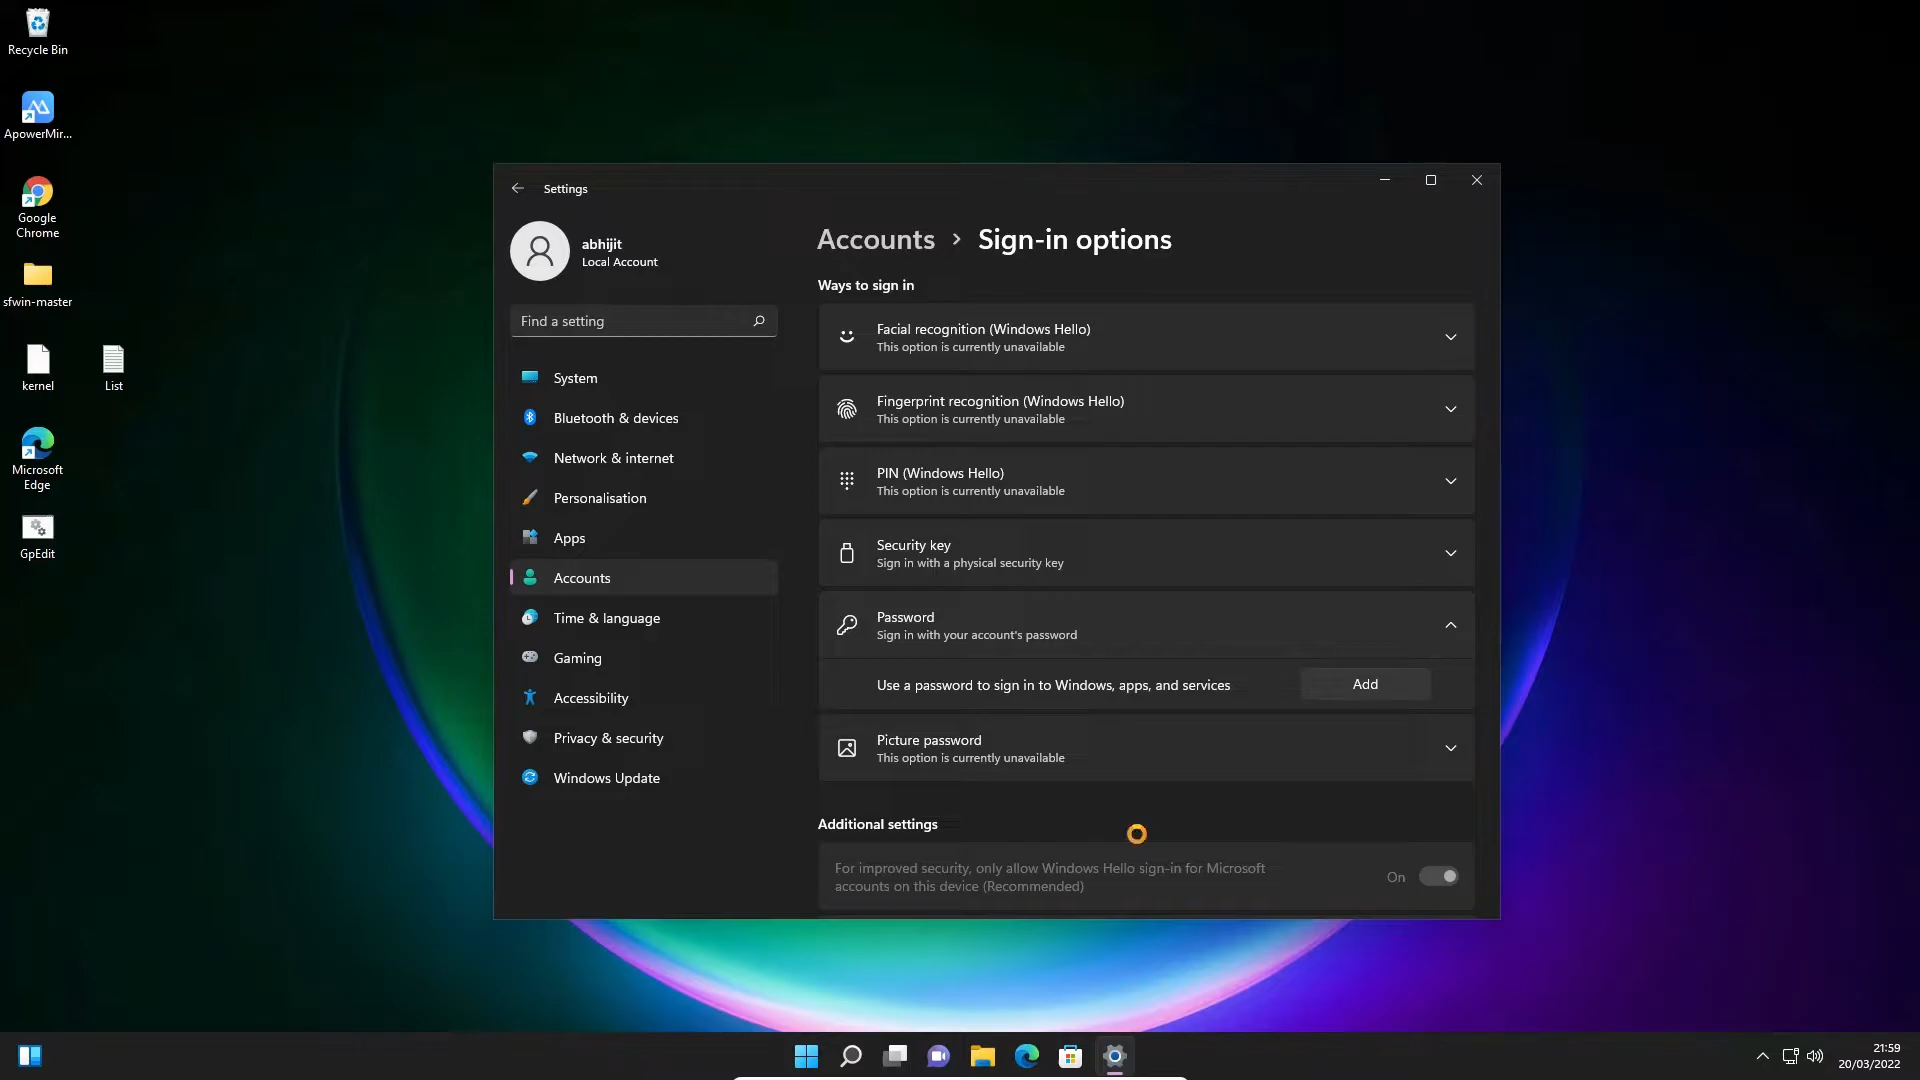 Recycle Bin
ApowerMir...
Google
Chrome
sfwin-master
kernel
List
Microsoft
Edge
GpEdit
Settings
abhijit
Local Account
Find a setting
System
Bluetooth & devices
Network & internet
Personalisation
Apps
Accounts
Time & language
Gaming
Accessibility
Privacy & security
Windows Update
Accounts › Sign-in options
Ways to sign in
Facial recognition (Windows Hello)
This option is currently unavailable
Fingerprint recognition (Windows Hello)
This option is currently unavailable
PIN (Windows Hello)
This option is currently unavailable
Security key
Sign in with a physical security key
Password
Sign in with your account's password
Use a password to sign in to Windows, apps, and services
Add
Picture password
This option is currently unavailable
Additional settings
For improved security, only allow Windows Hello sign-in for Microsoft
accounts on this device (Recommended)
On
21:59
20/03/2022